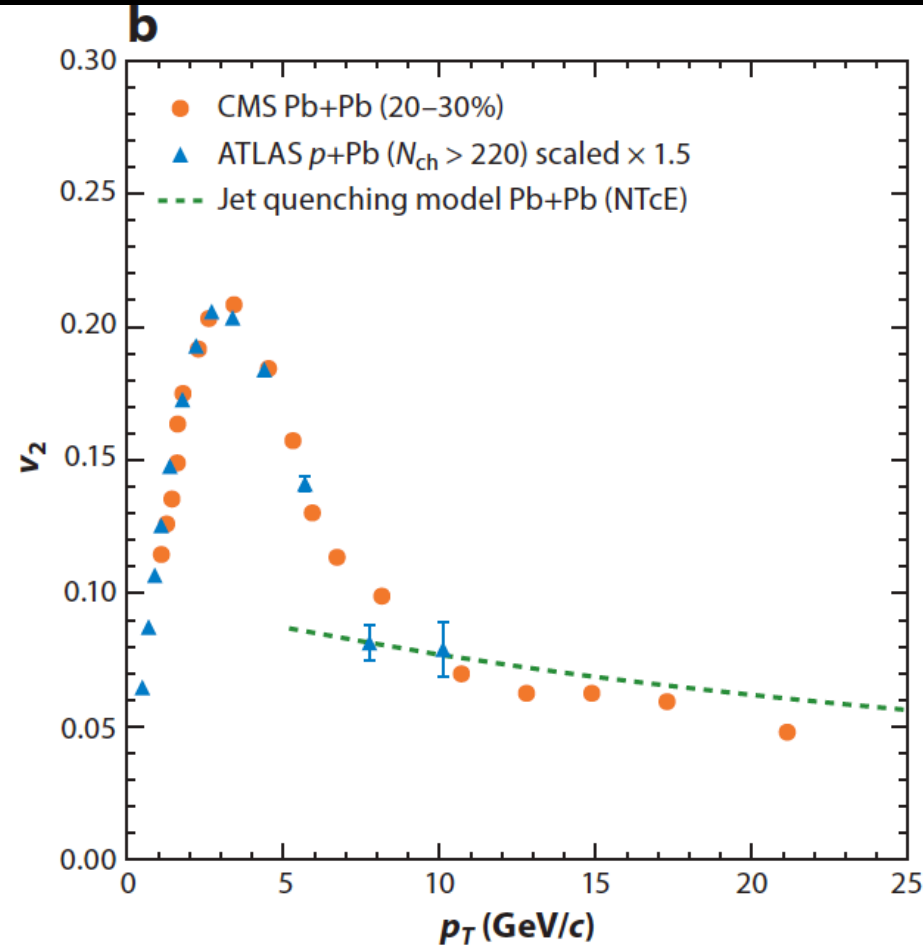 b
0.30
CMS Pb+Pb (20–30%)
ATLAS p+Pb (Nch > 220) scaled × 1.5
Jet quenching model Pb+Pb (NTcE)
0.25
0.20
0.15
v2
0.10
0.05
0.00
0 5 10 15 20 25
pT (GeV/c)